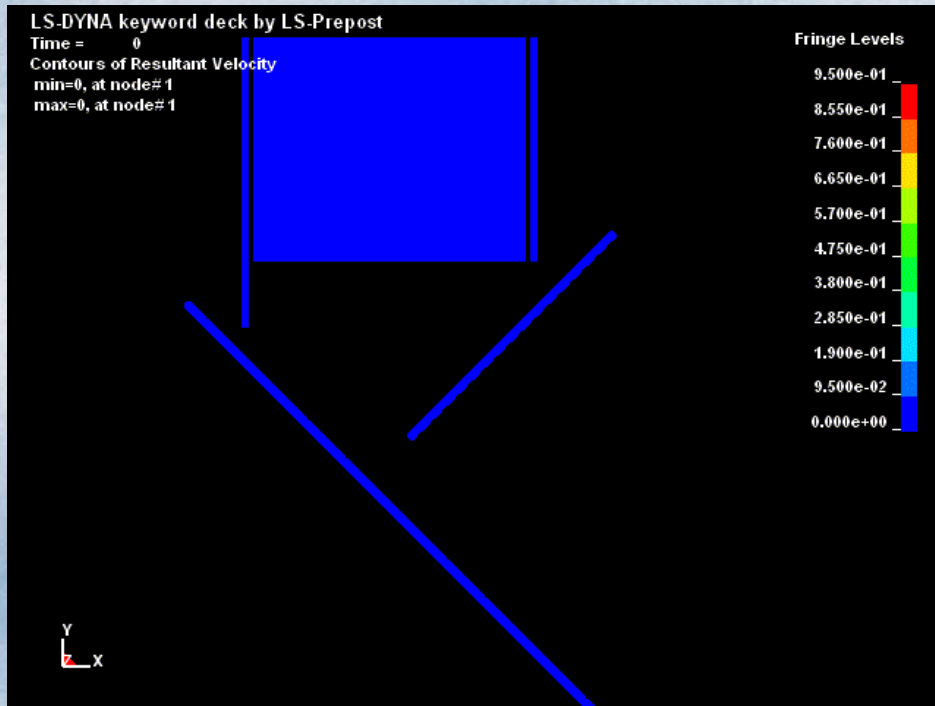 LS-DYNA keyword deck by LS-Prepost
Time = 0
Contours of Resultant Velocity
min=0, at node# 1
max=0, at node# 1
Fringe Levels
9.500e-01
8.550e-01
7.600e-01
6.650e-01
5.700e-01
4.750e-01
3.800e-01
2.850e-01
1.900e-01
9.500e-02
0.000e+00
Y
Z X